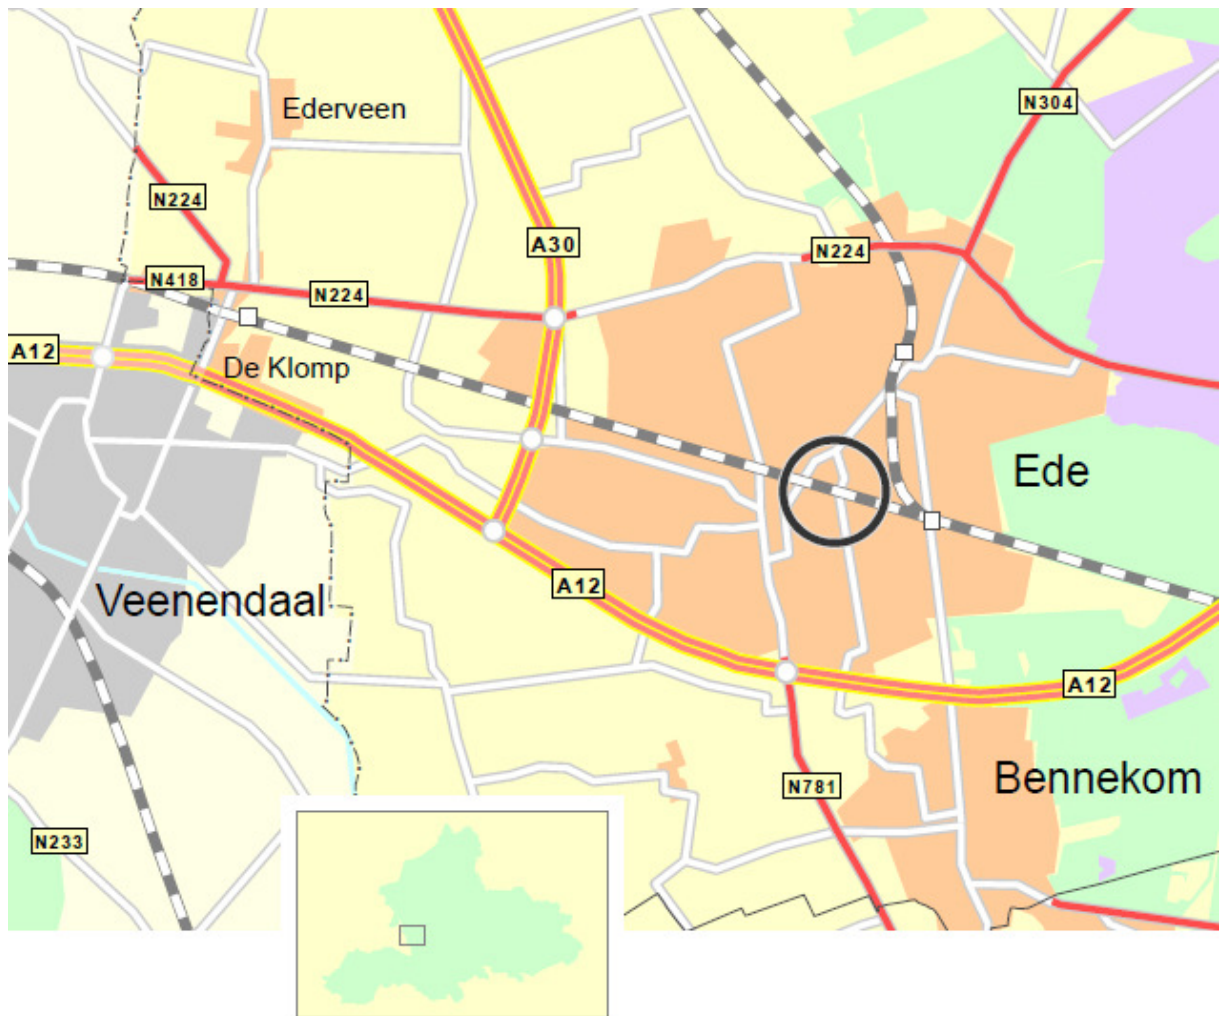 N304
Ederveen
N224
A30
N224
N418
N224
A12
De Klomp
Ede
Veenendaal
A12
A12
Bennekom
N781
N233